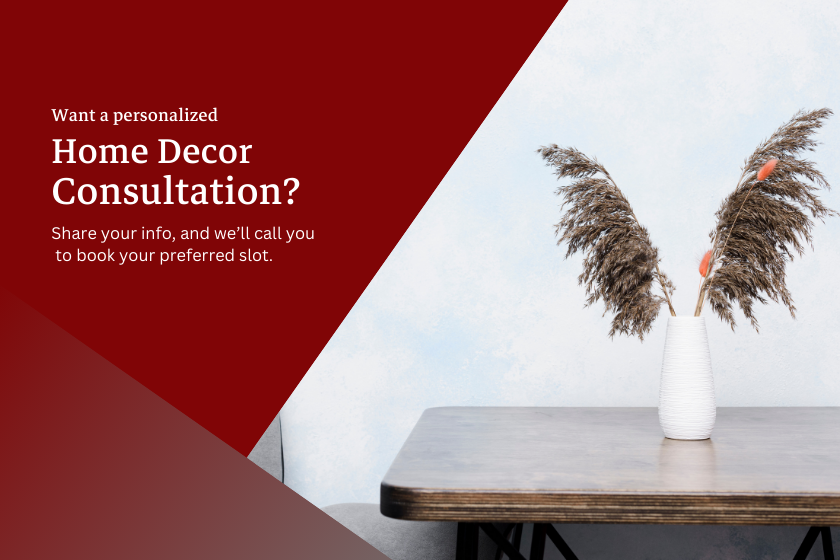 Want a personalized
Home Decor
Consultation?
Share your info, and we’ll call you
to book your preferred slot.